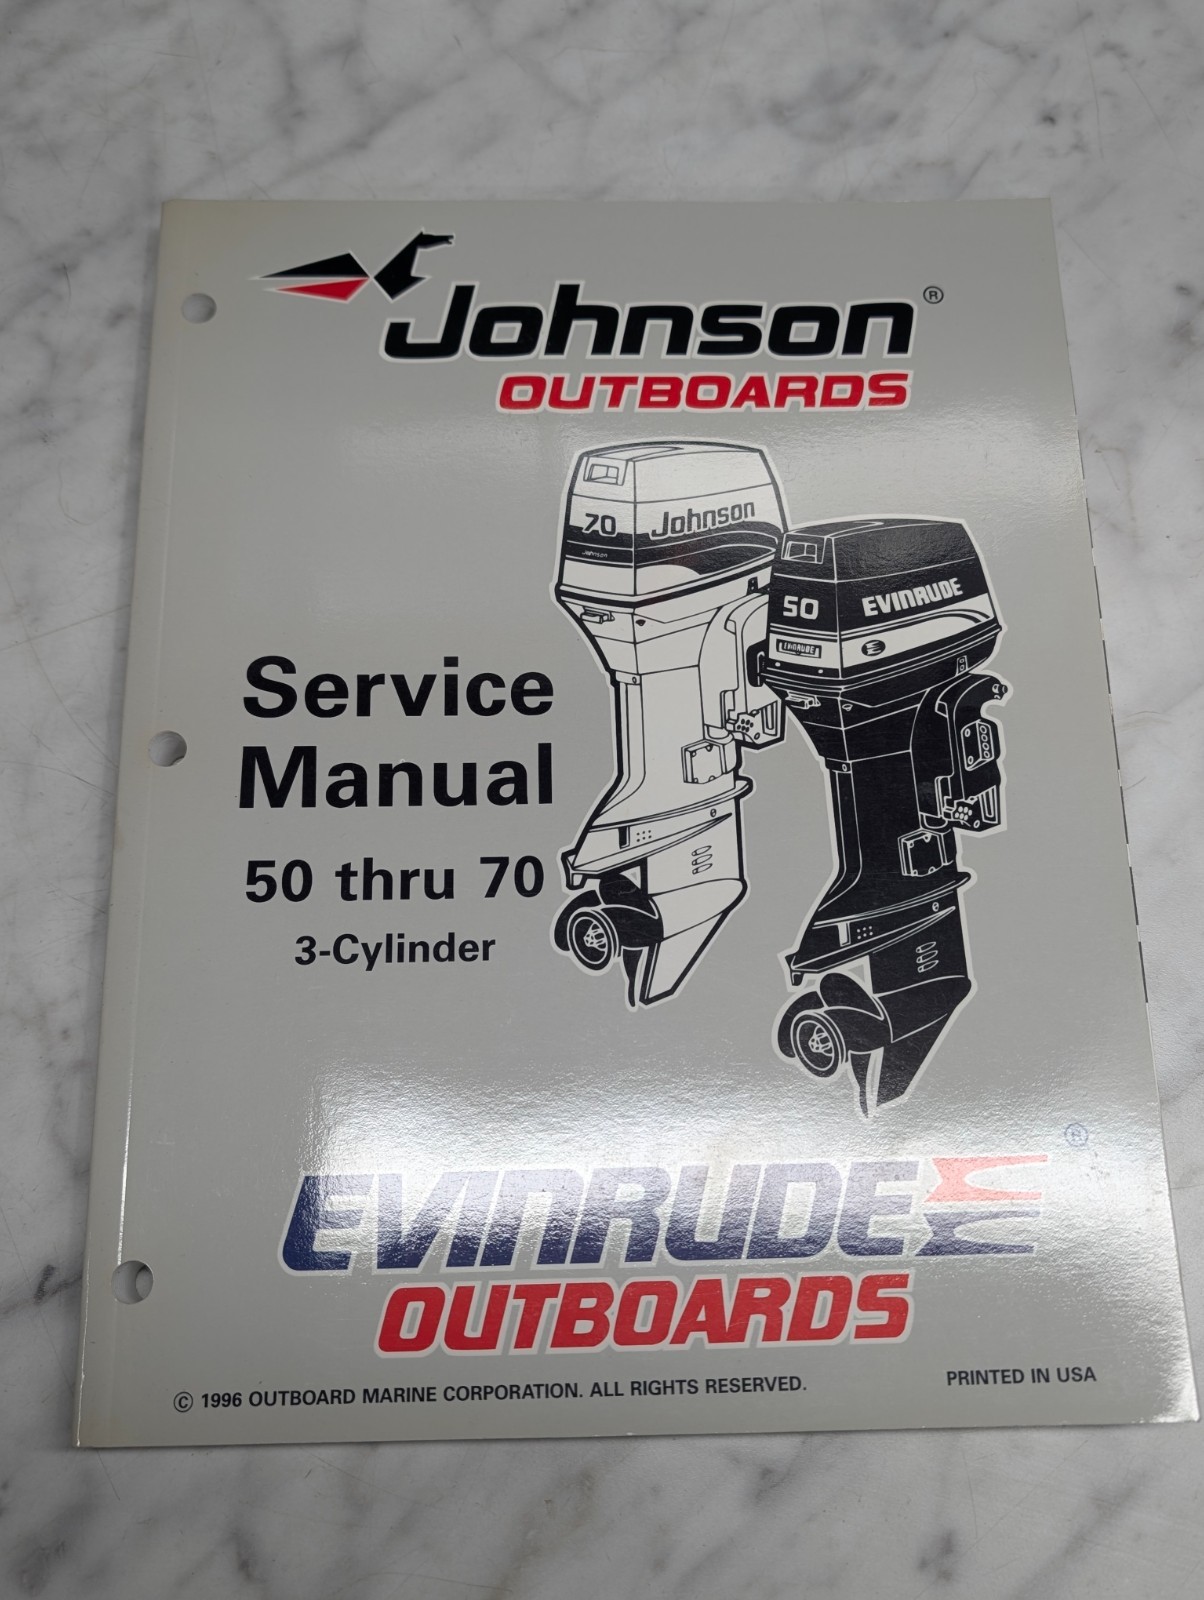 Johnson ®
OUTBOARDS
70 Johnson
Johnson
50 EVINRUDE
EVINRUDE
Service
Manual
50 thru 70
3-Cylinder
EVINRUDE ®
OUTBOARDS
© 1996 OUTBOARD MARINE CORPORATION. ALL RIGHTS RESERVED.
PRINTED IN USA